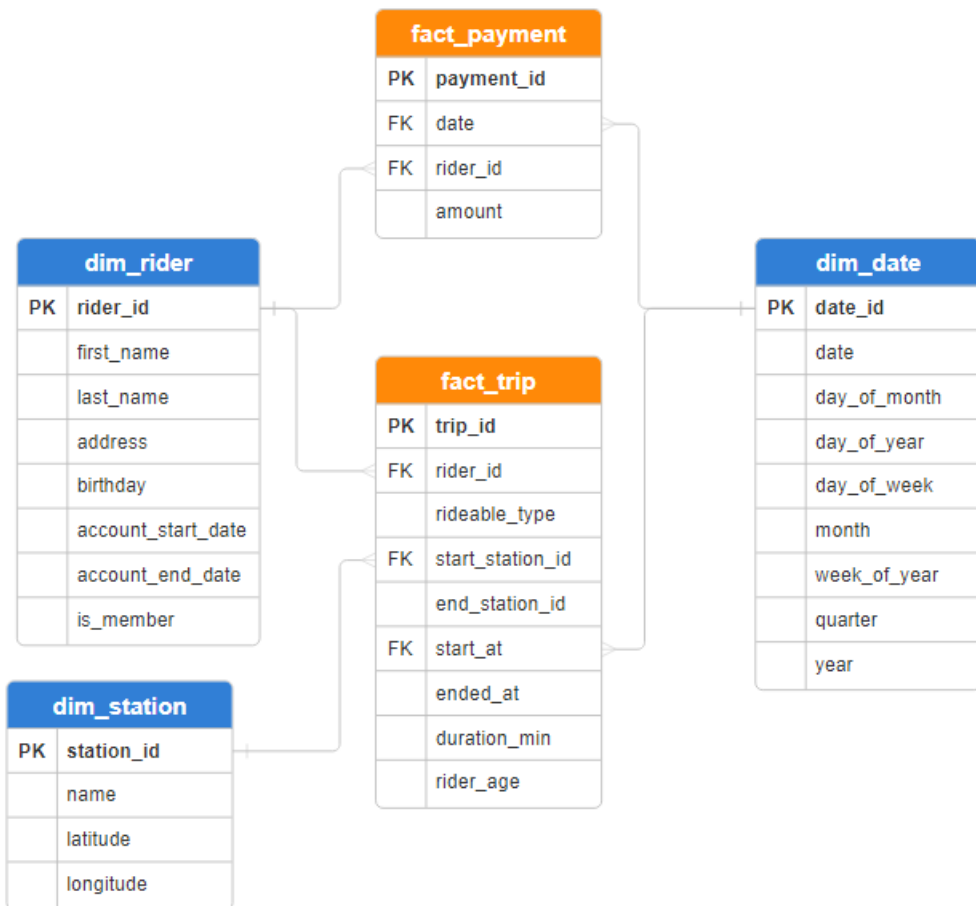 fact_payment
PK payment_id
FK date
FK rider_id
amount
dim_rider
PK rider_id
first_name
last_name
address
birthday
account_start_date
account_end_date
is_member
fact_trip
PK trip_id
FK rider_id
rideable_type
FK start_station_id
end_station_id
FK start_at
ended_at
duration_min
rider_age
dim_date
PK date_id
date
day_of_month
day_of_year
day_of_week
month
week_of_year
quarter
year
dim_station
PK station_id
name
latitude
longitude